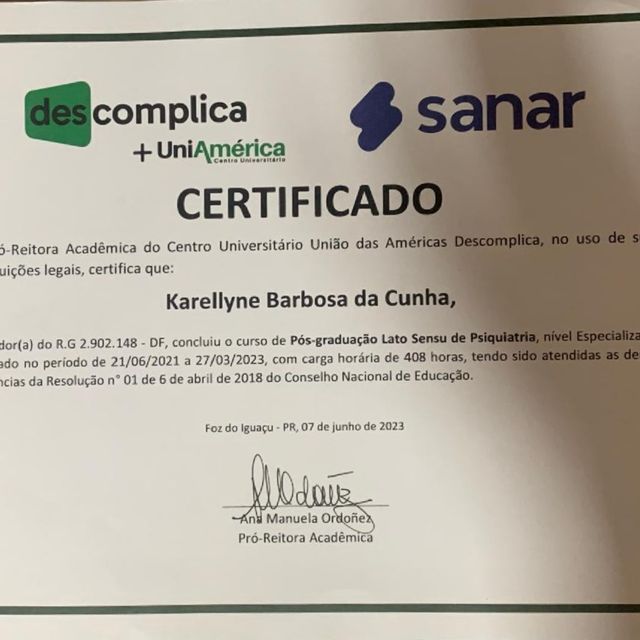 descomplica
+ UniAmérica
Centro Universitário
sanar
CERTIFICADO
ó-Reitora Acadêmica do Centro Universitário União das Américas Descomplica, no uso de s
uições legais, certifica que:
Karellyne Barbosa da Cunha,
dor(a) do R.G 2.902.148 - DF, concluiu o curso de Pós-graduação Lato Sensu de Psiquiatria, nível Especializa
ado no período de 21/06/2021 a 27/03/2023, com carga horária de 408 horas, tendo sido atendidas as de
ncias da Resolução n° 01 de 6 de abril de 2018 do Conselho Nacional de Educação.
Foz do Iguaçu - PR, 07 de junho de 2023
Ana Manuela Ordoñez
Pró-Reitora Acadêmica